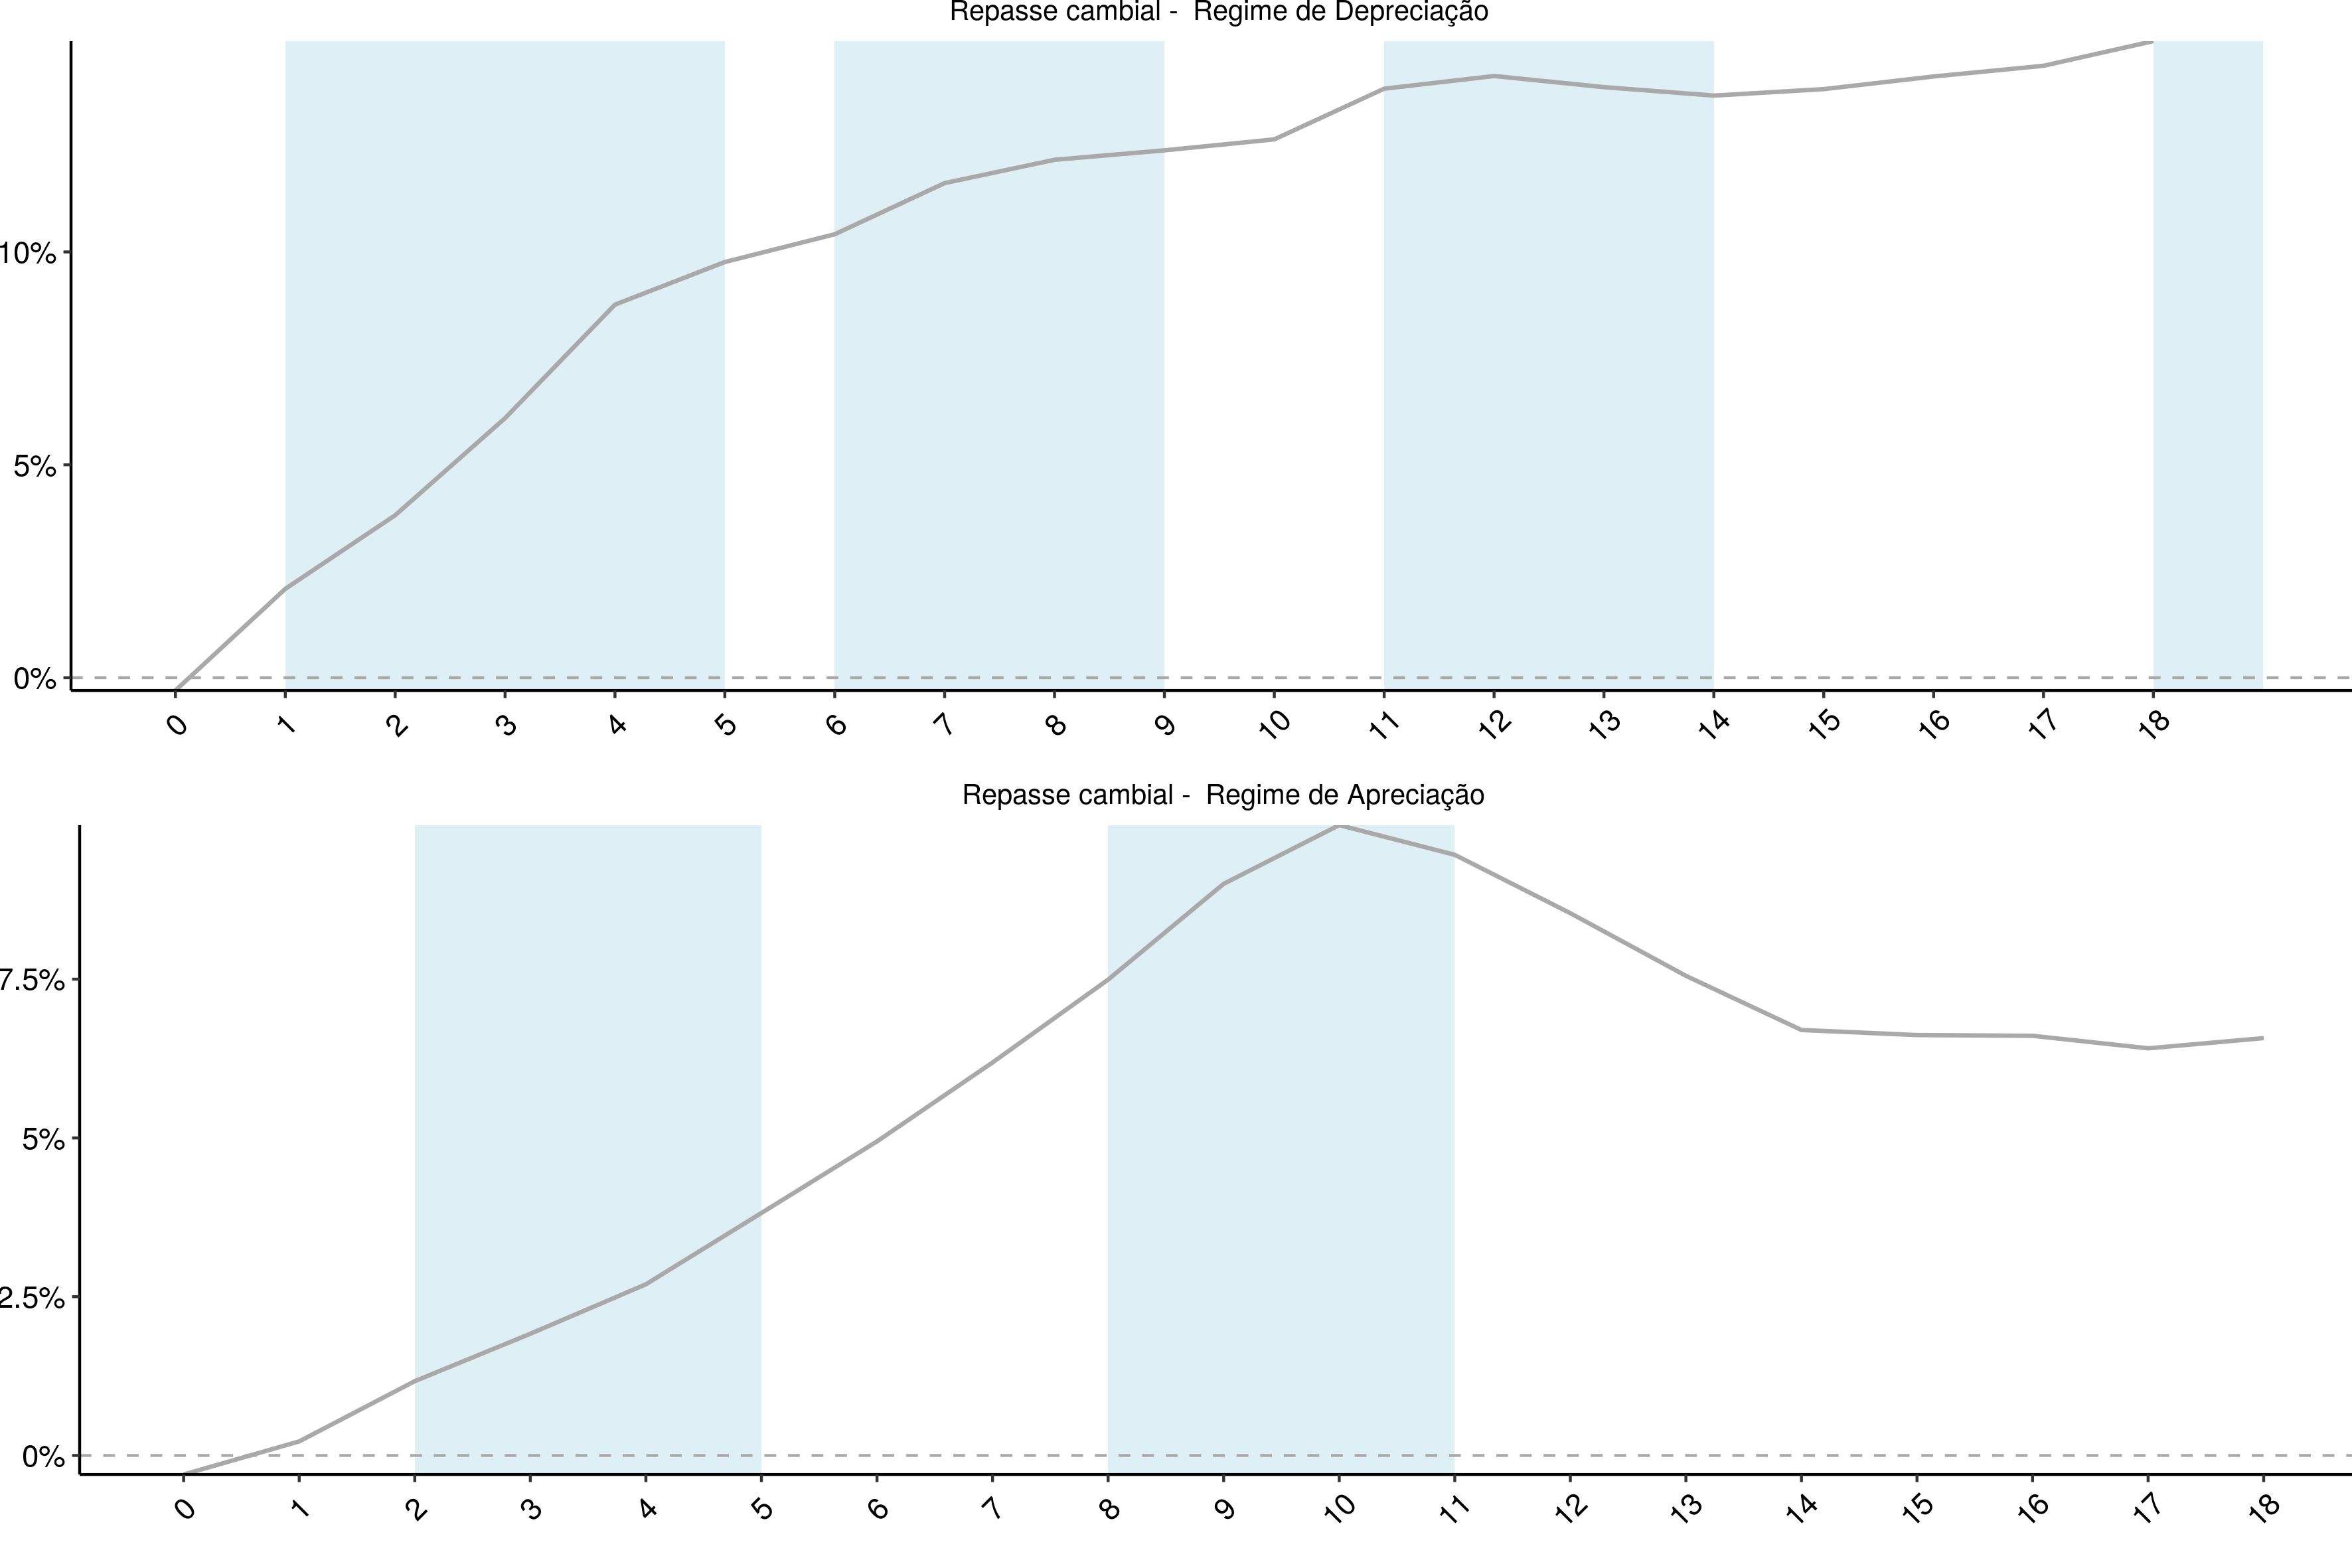 Repasse cambial -  Regime de Depreciação
10%
5%
0%
0 1 2 3 4 5 6 7 8 9 10 11 12 13 14 15 16 17 18
Repasse cambial -  Regime de Apreciação
7.5%
5%
2.5%
0%
0 1 2 3 4 5 6 7 8 9 10 11 12 13 14 15 16 17 18